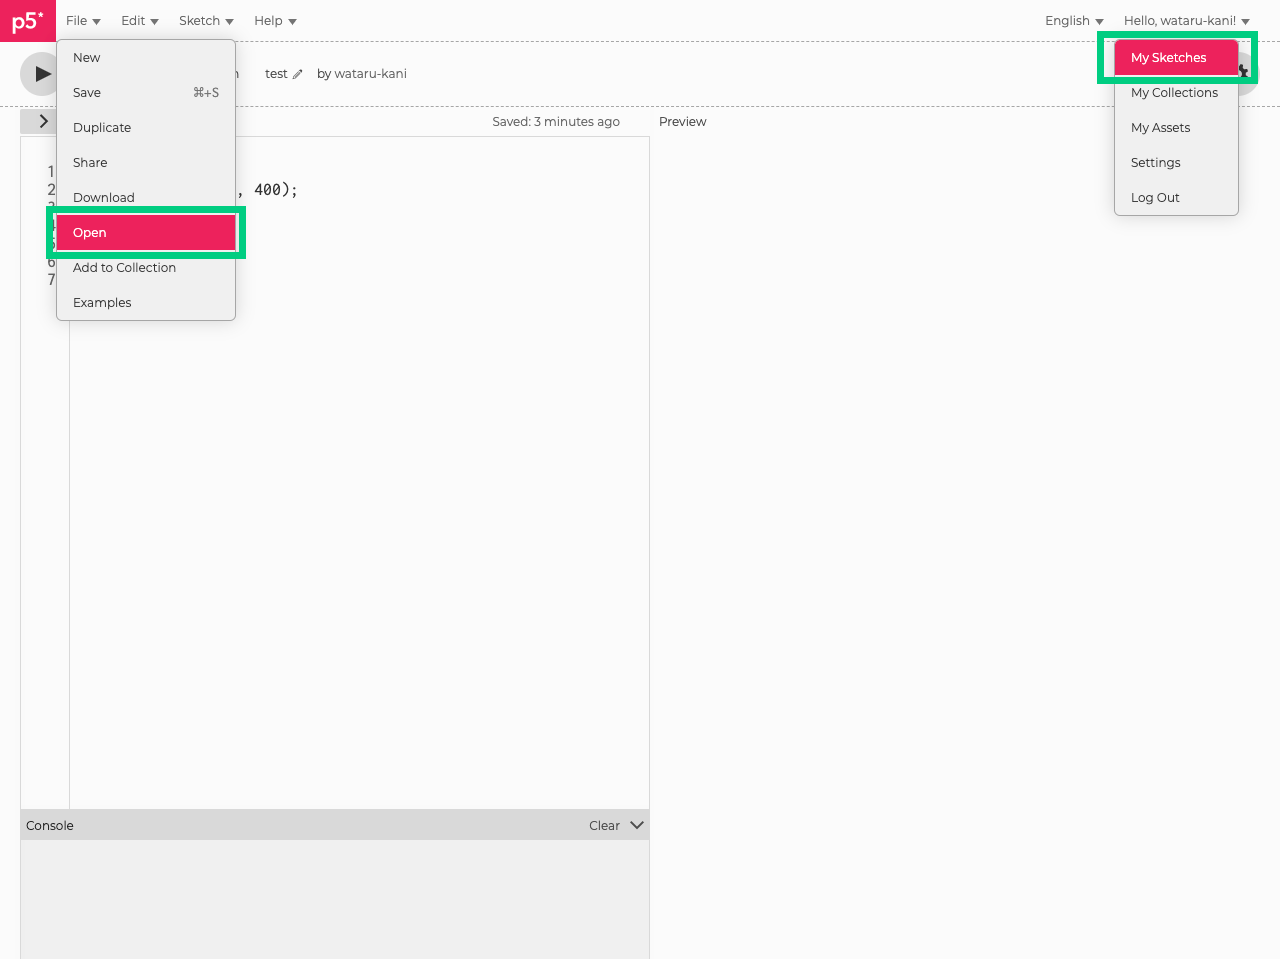 p5*
File
Edit
Sketch
Help
English
Hello, wataru-kani!
New
Save ⌘+S
Duplicate
Share
Download
Open
Add to Collection
Examples
My Sketches
My Collections
My Assets
Settings
Log Out
test
by wataru-kani
Saved: 3 minutes ago
Preview
1
2 , 400);
6
7
Console
Clear